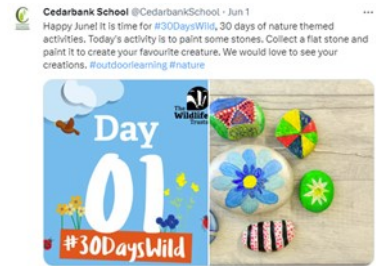 Cedarbank School @CedarbankSchool · Jun 1
Happy June! It is time for #30DaysWild, 30 days of nature themed
activities. Today's activity is to paint some stones. Collect a flat stone and
paint it to create your favourite creature. We would love to see your
creations. #outdoorlearning #nature
The
Wildlife
Trusts
Day
01
#30DaysWild